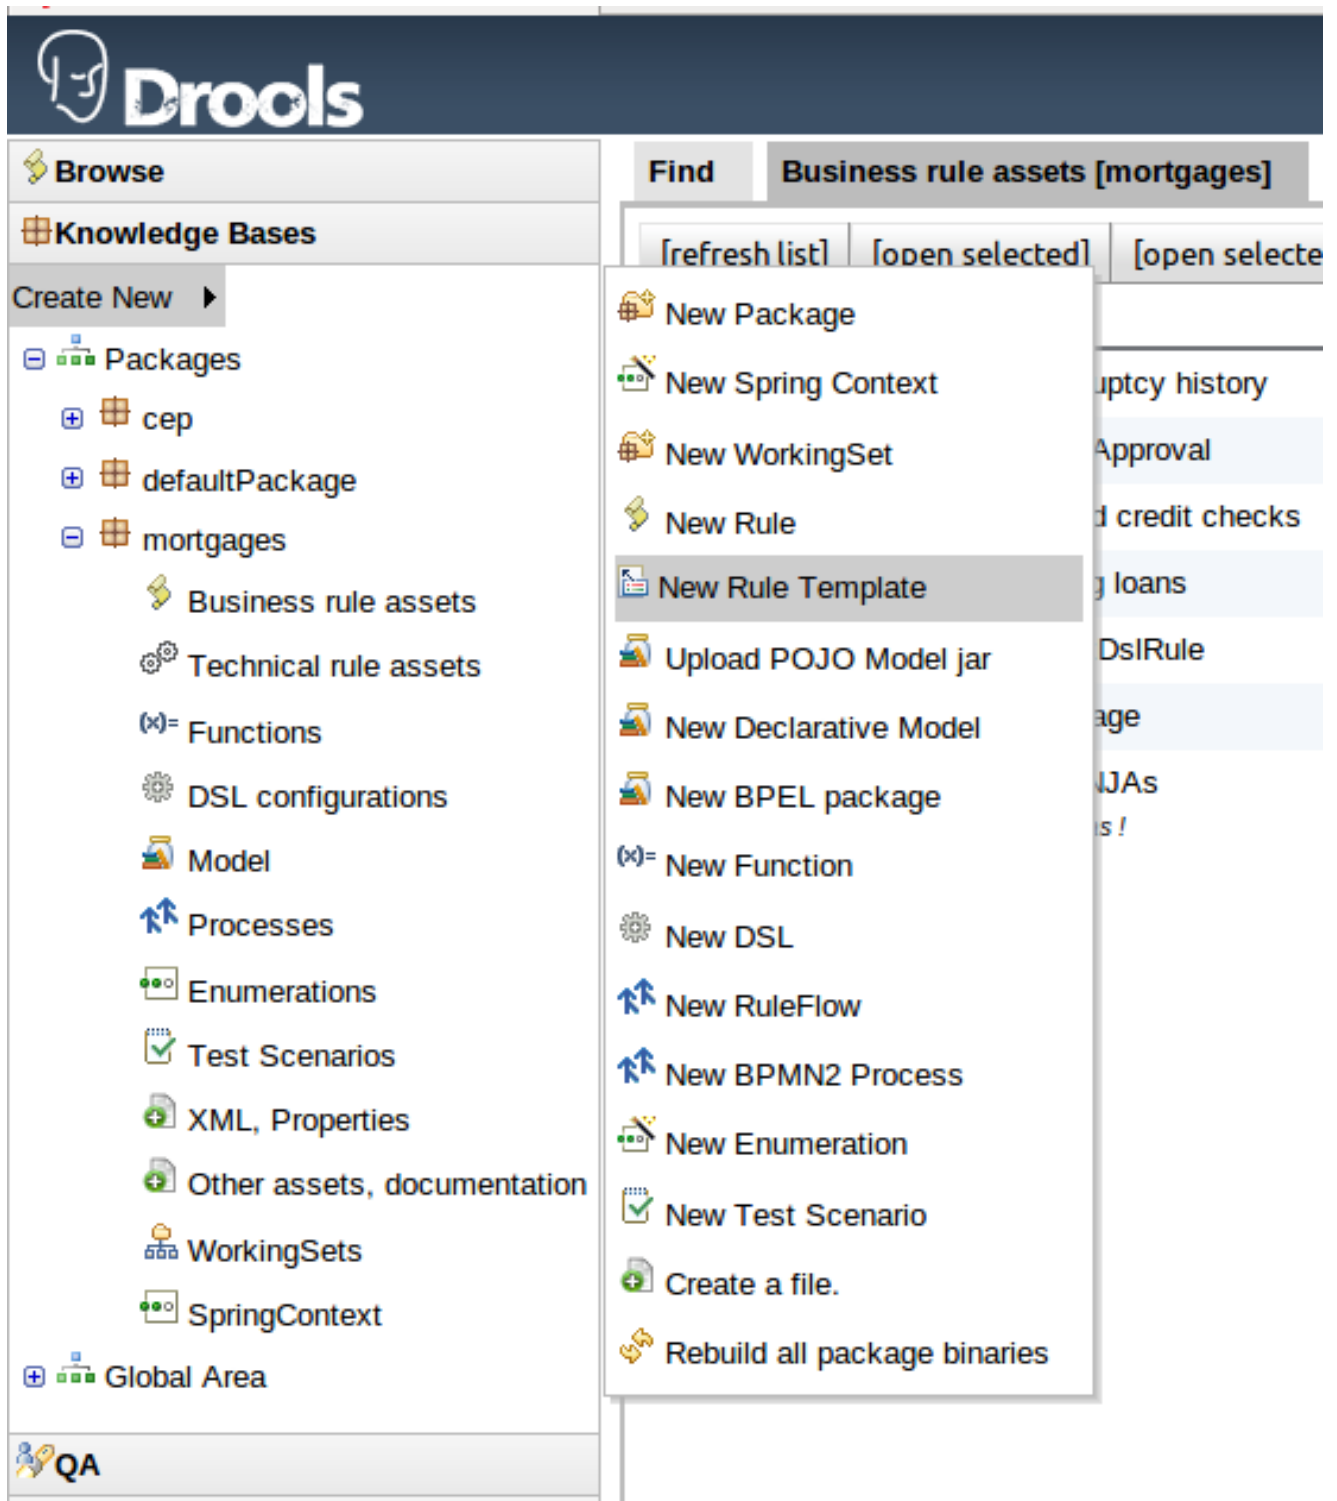 Drools
Browse
Knowledge Bases
Create New
Packages
cep
defaultPackage
mortgages
Business rule assets
Technical rule assets
(x)= Functions
DSL configurations
Model
Processes
Enumerations
Test Scenarios
XML, Properties
Other assets, documentation
WorkingSets
SpringContext
Global Area
QA
Find Business rule assets [mortgages]
[refresh list] [open selected] [open selecte
New Package
New Spring Context
New WorkingSet
New Rule
New Rule Template
Upload POJO Model jar
New Declarative Model
New BPEL package
(x)= New Function
New DSL
New RuleFlow
New BPMN2 Process
New Enumeration
New Test Scenario
Create a file.
Rebuild all package binaries
uptcy history
Approval
d credit checks
g loans
DslRule
age
NJAs
s !